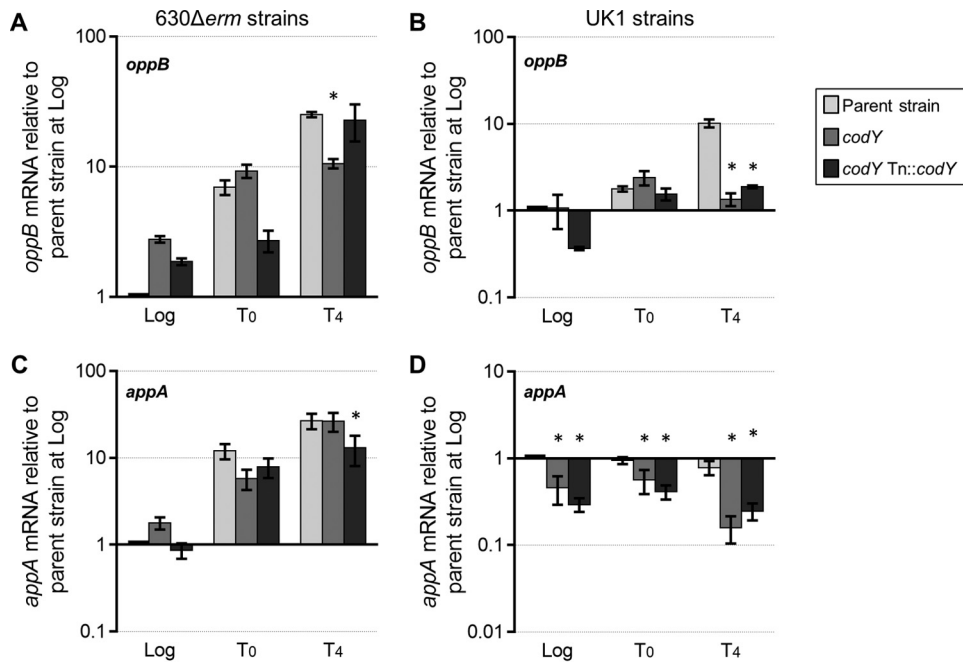 630Δerm strains
UK1 strains
A
100
oppB
10
1
oppB mRNA relative to
parent strain at Log
Log T0 T4
*
B
100
oppB
10
1
0.1
oppB mRNA relative to
parent strain at Log
Log T0 T4
* *
Parent strain
codY
codY Tn::codY
C
100
appA
10
1
0.1
appA mRNA relative to
parent strain at Log
Log T0 T4
*
D
10
appA
1
0.1
0.01
appA mRNA relative to
parent strain at Log
Log T0 T4
* * * * * *